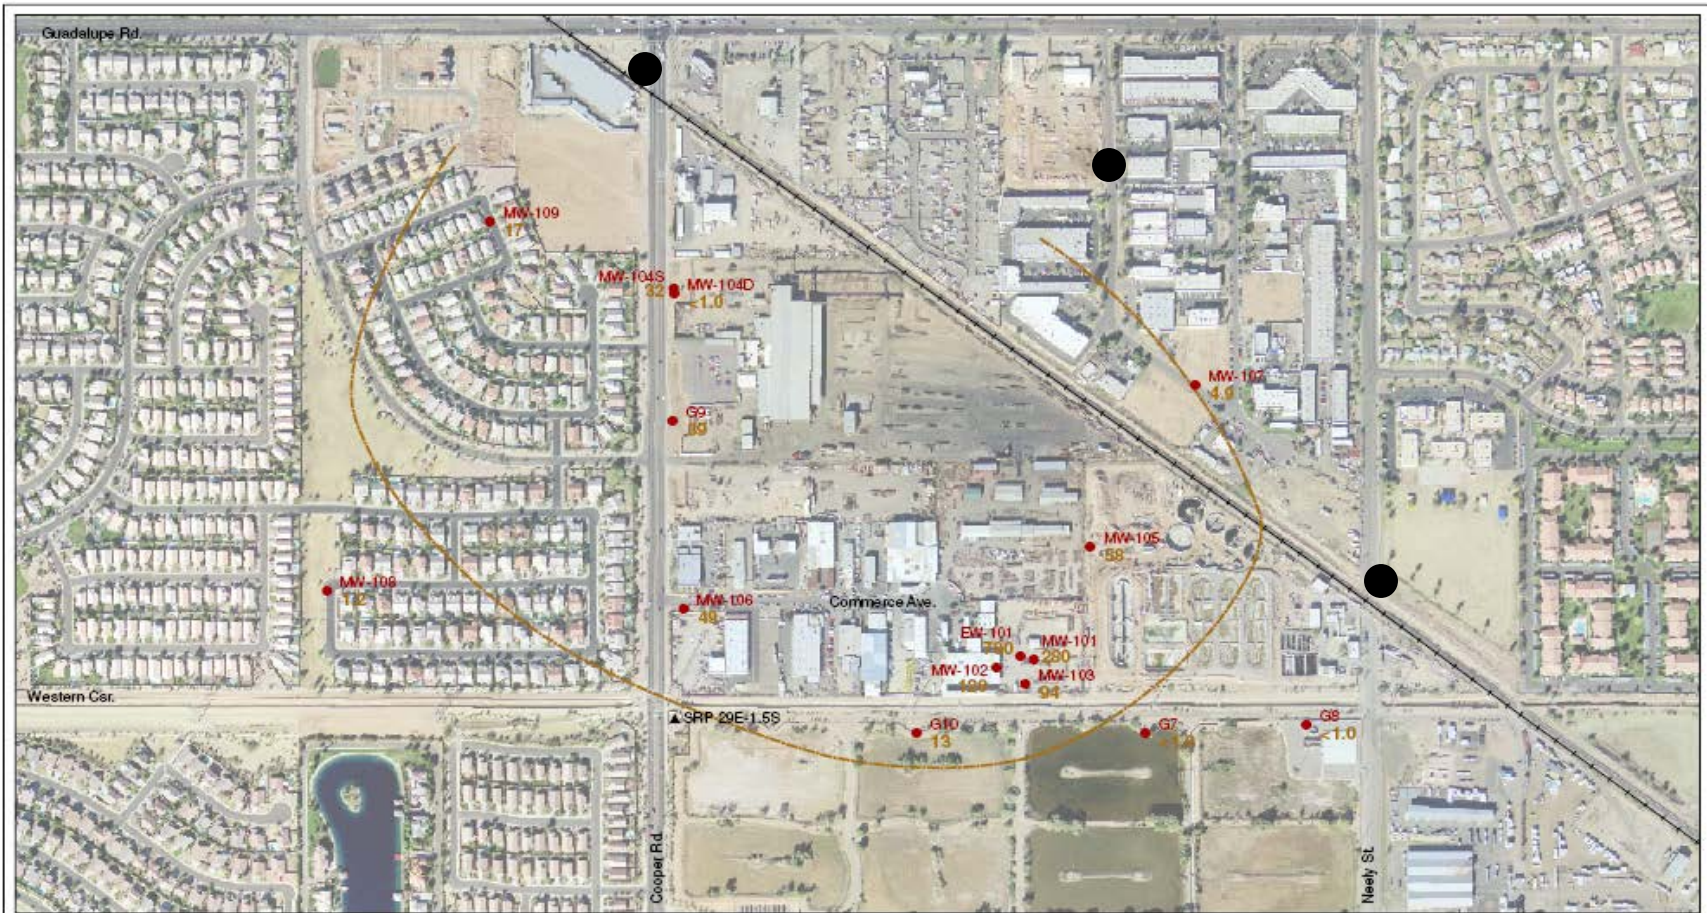 Guadalupe Rd.
MW-109
17
MW-104S
32
MW-104D
<1.0
MW-107
4.9
G9
89
MW-105
58
MW-108
1.2
MW-106
49
Commerce Ave.
EW-101
MW-101
280
MW-102
120
MW-103
94
Western Csr.
SRP 29E-1.5S
G10
13
G7
G8
<1.0
Cooper Rd.
Neely St.